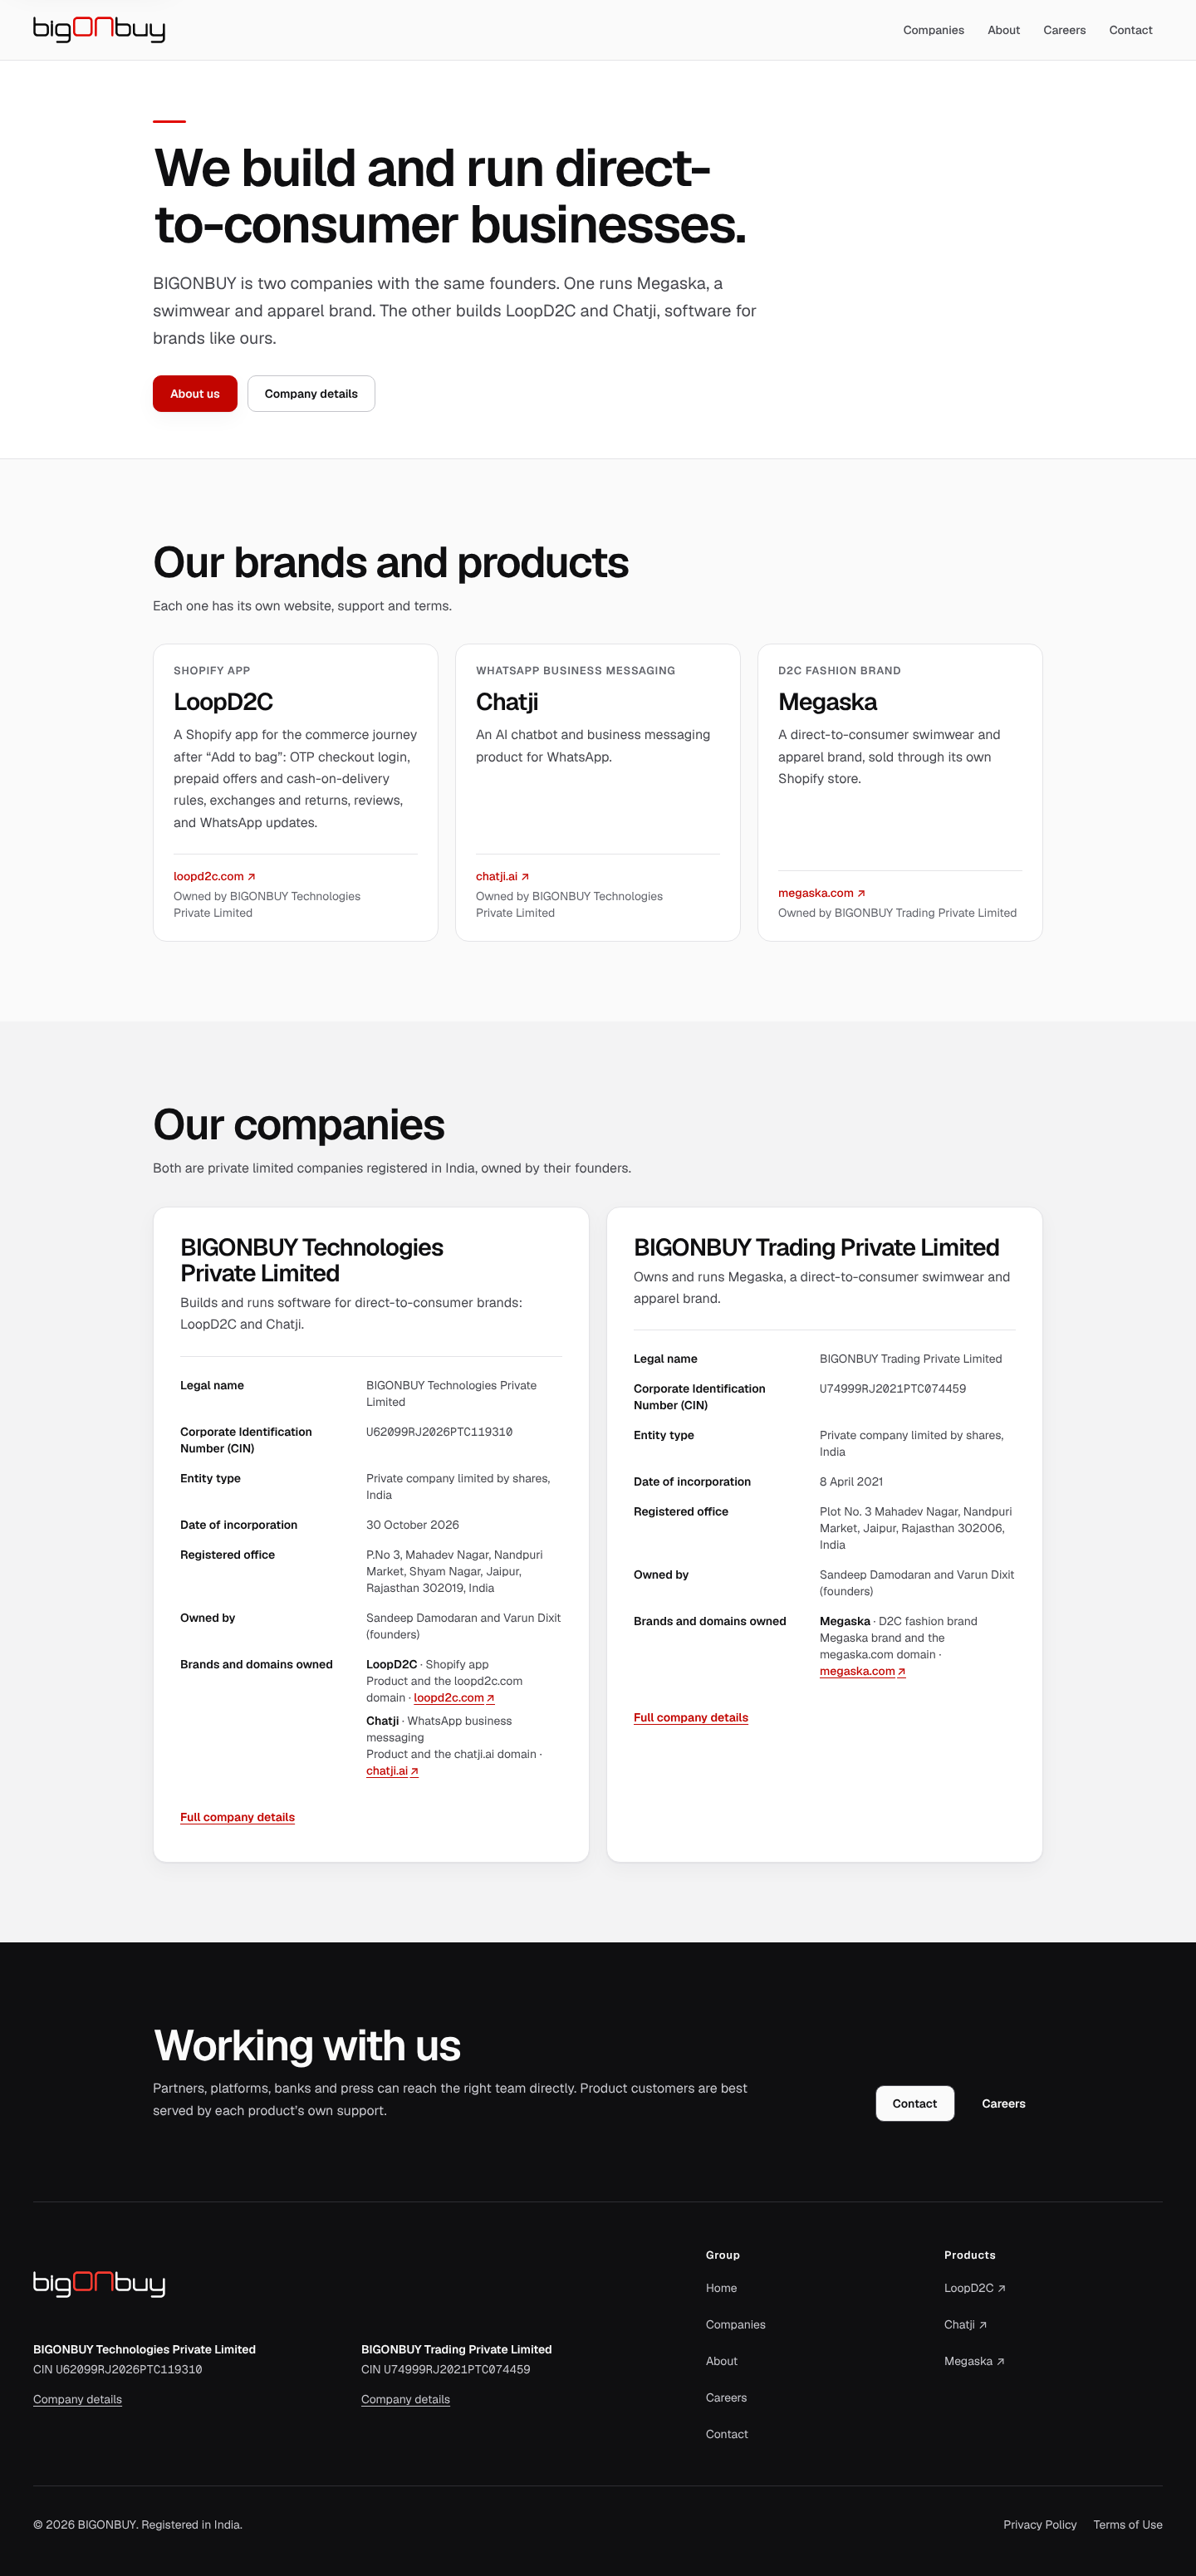 bigONbuy
Companies About Careers Contact
We build and run direct-
to-consumer businesses.
BIGONBUY is two companies with the same founders. One runs Megaska, a
swimwear and apparel brand. The other builds LoopD2C and Chatji, software for
brands like ours.
About us
Company details
Our brands and products
Each one has its own website, support and terms.
SHOPIFY APP
LoopD2C
A Shopify app for the commerce journey
after “Add to bag”: OTP checkout login,
prepaid offers and cash-on-delivery
rules, exchanges and returns, reviews,
and WhatsApp updates.
loopd2c.com ↗
Owned by BIGONBUY Technologies
Private Limited
WHATSAPP BUSINESS MESSAGING
Chatji
An AI chatbot and business messaging
product for WhatsApp.
chatji.ai ↗
Owned by BIGONBUY Technologies
Private Limited
D2C FASHION BRAND
Megaska
A direct-to-consumer swimwear and
apparel brand, sold through its own
Shopify store.
megaska.com ↗
Owned by BIGONBUY Trading Private Limited
Our companies
Both are private limited companies registered in India, owned by their founders.
BIGONBUY Technologies
Private Limited
Builds and runs software for direct-to-consumer brands:
LoopD2C and Chatji.
Legal name
BIGONBUY Technologies Private
Limited
Corporate Identification
Number (CIN)
U62099RJ2026PTC119310
Entity type
Private company limited by shares,
India
Date of incorporation
30 October 2026
Registered office
P.No 3, Mahadev Nagar, Nandpuri
Market, Shyam Nagar, Jaipur,
Rajasthan 302019, India
Owned by
Sandeep Damodaran and Varun Dixit
(founders)
Brands and domains owned
LoopD2C · Shopify app
Product and the loopd2c.com
domain · loopd2c.com ↗
Chatji · WhatsApp business
messaging
Product and the chatji.ai domain ·
chatji.ai ↗
Full company details
BIGONBUY Trading Private Limited
Owns and runs Megaska, a direct-to-consumer swimwear and
apparel brand.
Legal name
BIGONBUY Trading Private Limited
Corporate Identification
Number (CIN)
U74999RJ2021PTC074459
Entity type
Private company limited by shares,
India
Date of incorporation
8 April 2021
Registered office
Plot No. 3 Mahadev Nagar, Nandpuri
Market, Jaipur, Rajasthan 302006,
India
Owned by
Sandeep Damodaran and Varun Dixit
(founders)
Brands and domains owned
Megaska · D2C fashion brand
Megaska brand and the
megaska.com domain ·
megaska.com ↗
Full company details
Working with us
Partners, platforms, banks and press can reach the right team directly. Product customers are best
served by each product’s own support.
Contact
Careers
bigONbuy
BIGONBUY Technologies Private Limited
CIN U62099RJ2026PTC119310
Company details
BIGONBUY Trading Private Limited
CIN U74999RJ2021PTC074459
Company details
Group
Home
Companies
About
Careers
Contact
Products
LoopD2C ↗
Chatji ↗
Megaska ↗
© 2026 BIGONBUY. Registered in India.
Privacy Policy Terms of Use